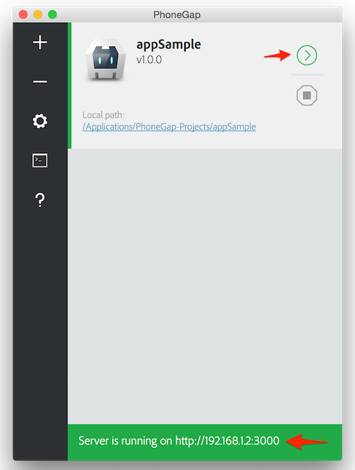 PhoneGap
appSample
v1.0.0
Local path:
/Applications/PhoneGap-Projects/appSample
Server is running on http://192.168.1.2:3000